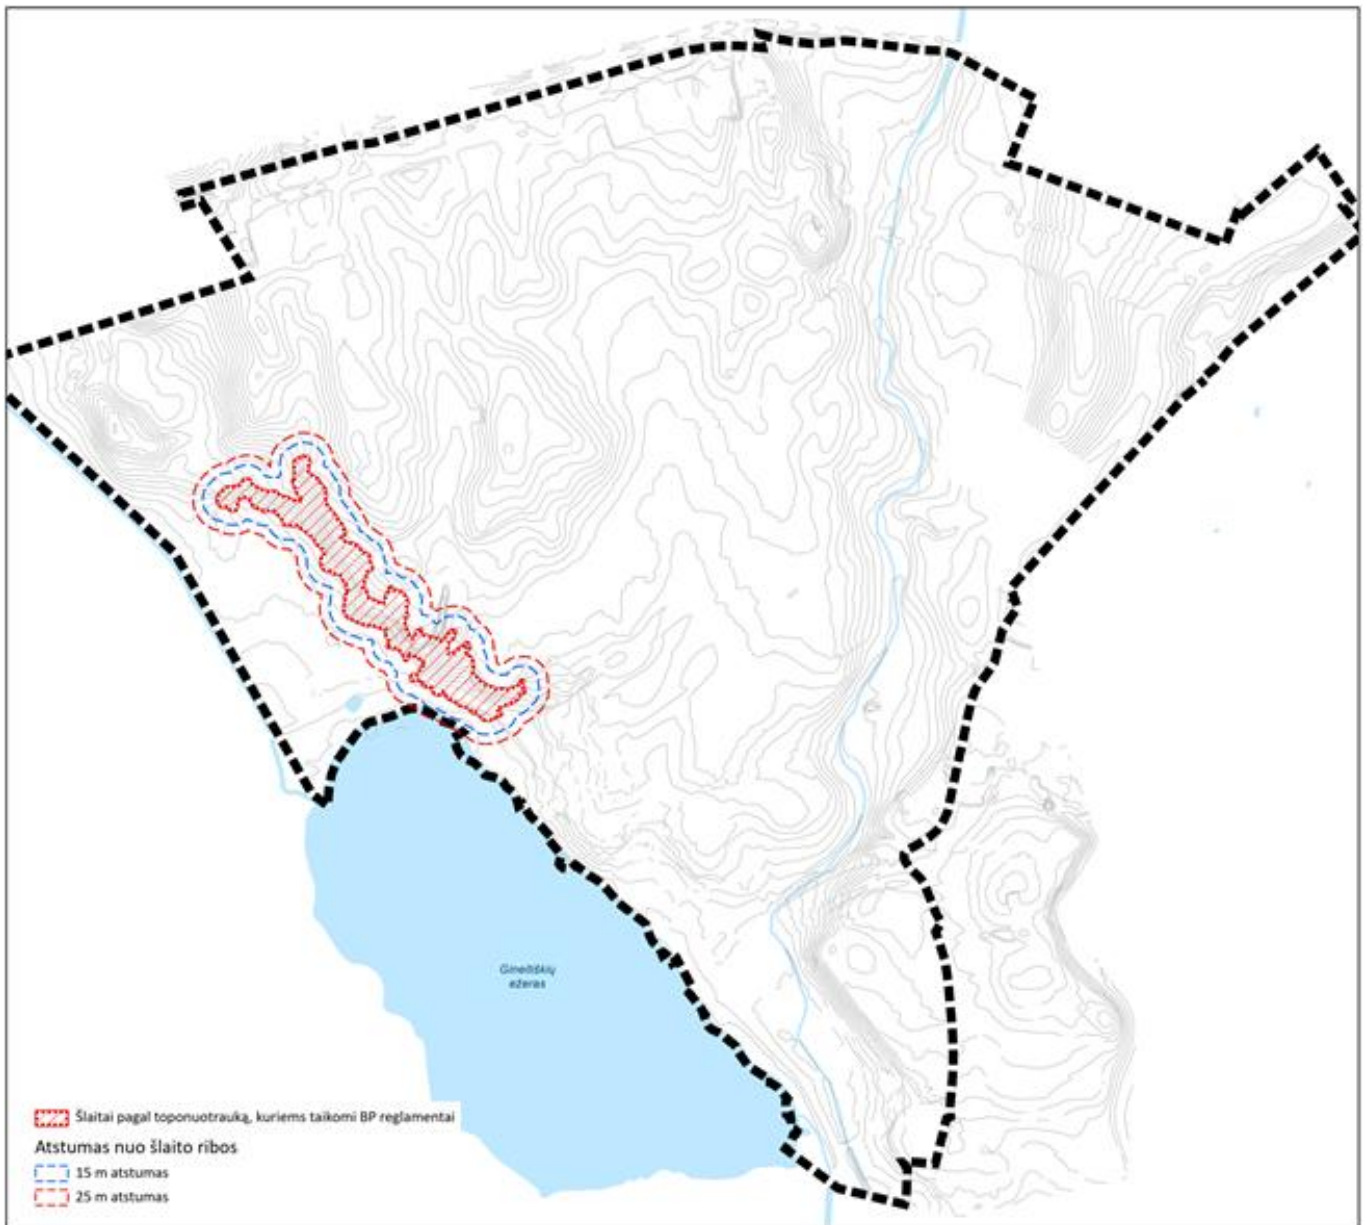 Gineitiškių
ežeras
Šlaitai pagal toponuotrauką, kuriems taikomi BP reglamentai
Atstumas nuo šlaito ribos
15 m atstumas
25 m atstumas